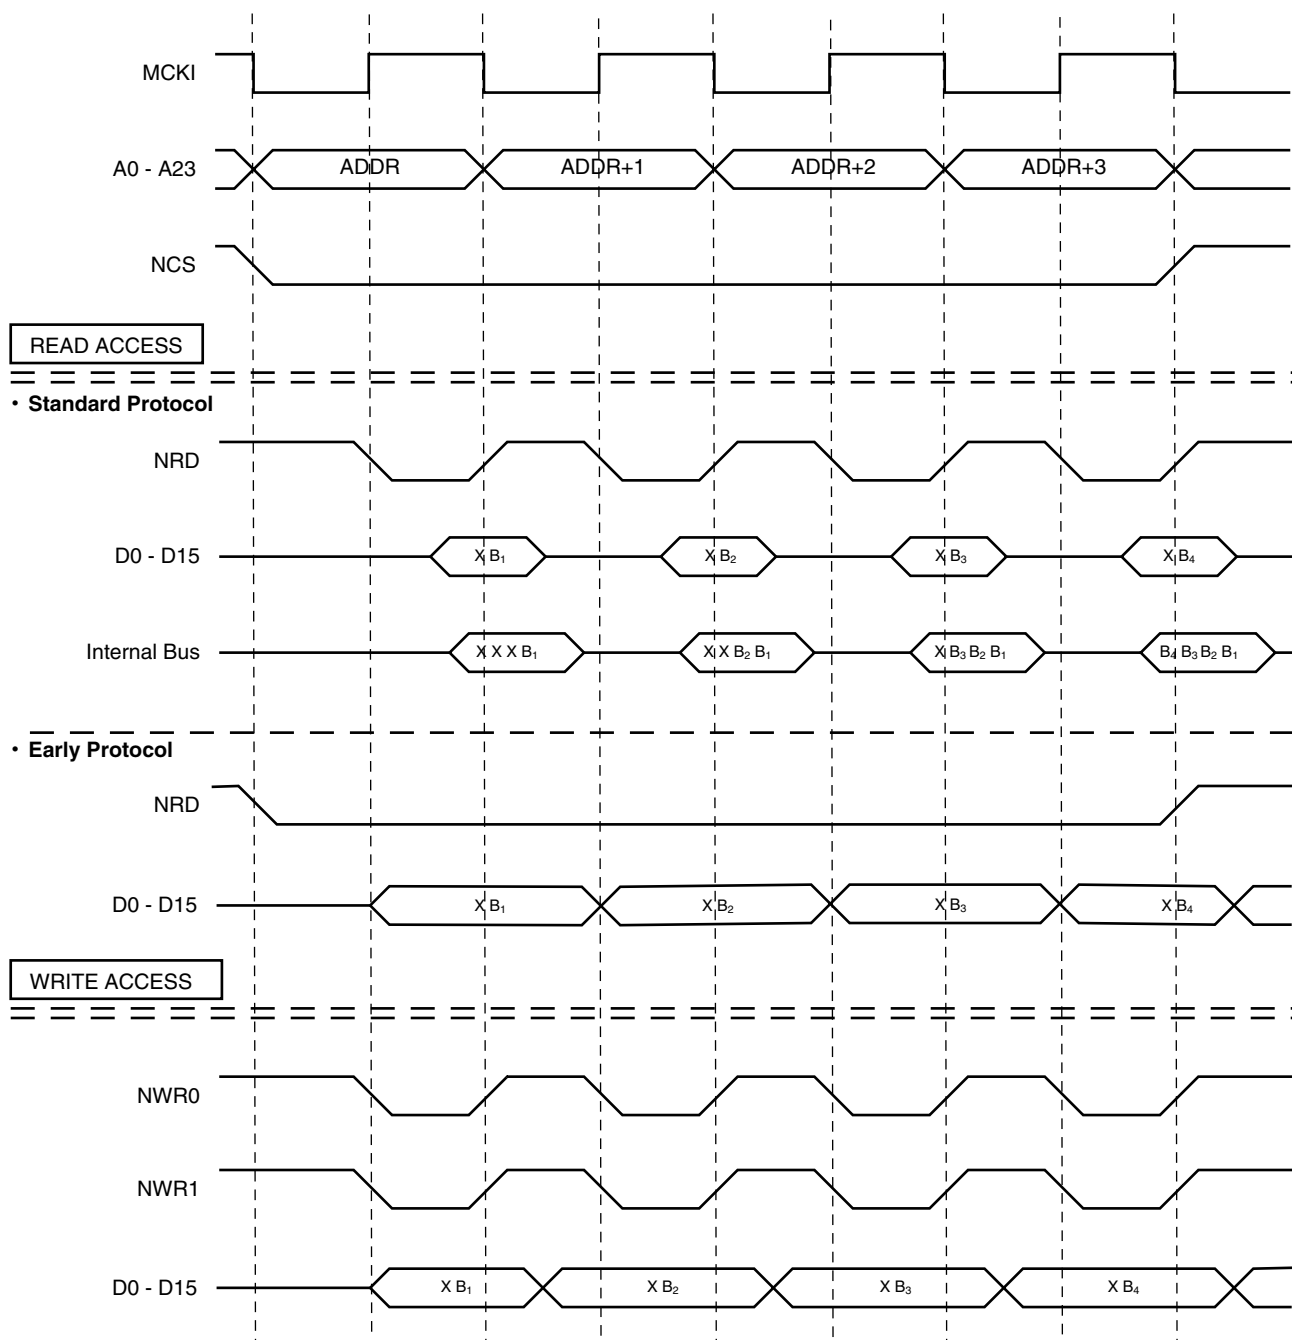 MCKI
A0 - A23 ADDR ADDR+1 ADDR+2 ADDR+3
NCS
READ ACCESS
• Standard Protocol
NRD
D0 - D15 X B₁ X B₂ X B₃ X B₄
Internal Bus X X X B₁ X X B₂ B₁ X B₃ B₂ B₁ B₄ B₃ B₂ B₁
• Early Protocol
NRD
D0 - D15 X B₁ X B₂ X B₃ X B₄
WRITE ACCESS
NWR0
NWR1
D0 - D15 X B₁ X B₂ X B₃ X B₄